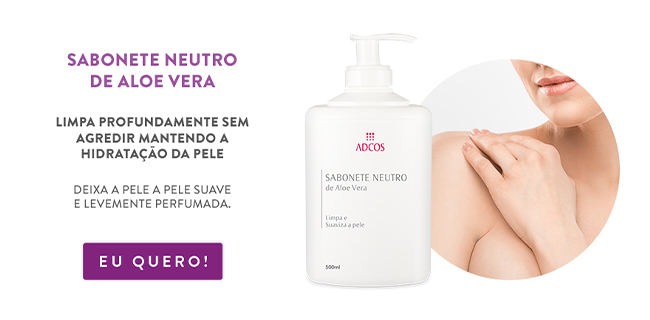 SABONETE NEUTRO
DE ALOE VERA
LIMPA PROFUNDAMENTE SEM
AGREDIR MANTENDO A
HIDRATAÇÃO DA PELE
DEIXA A PELE A PELE SUAVE
E LEVEMENTE PERFUMADA.
EU QUERO!
ADCOS
SABONETE NEUTRO
de Aloe Vera
Limpa e
Suaviza a pele
500ml